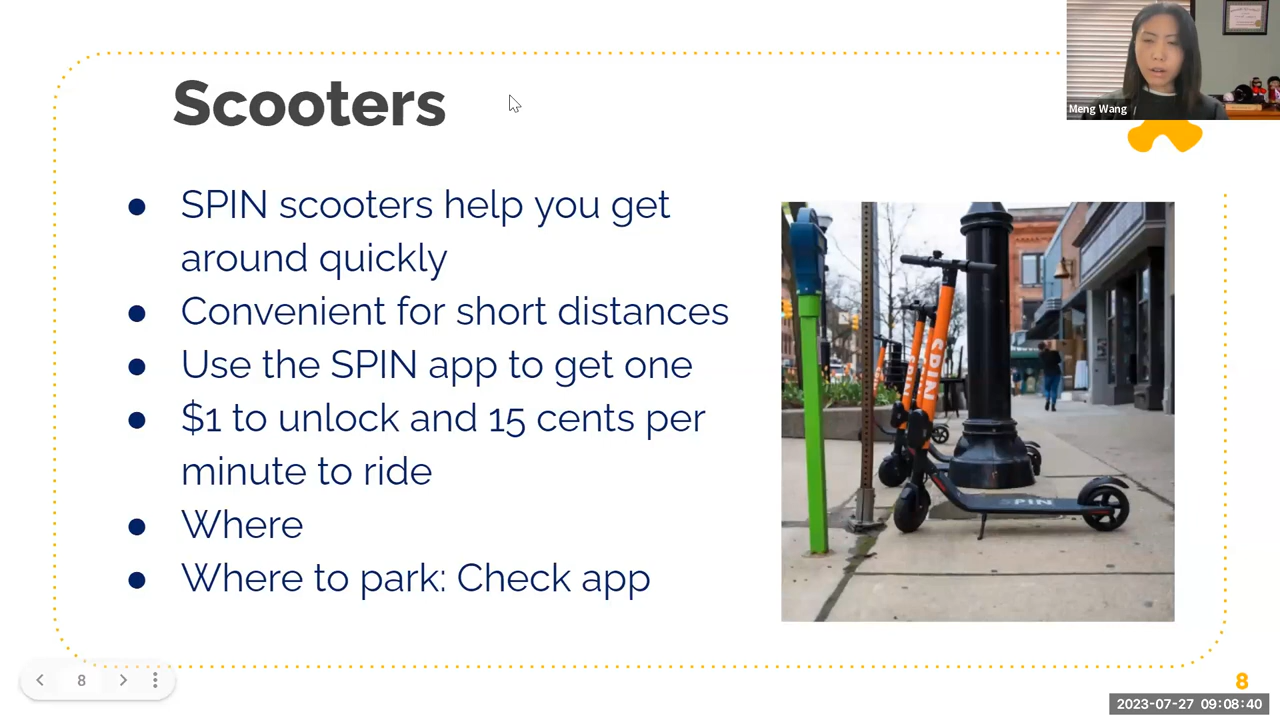 Scooters
Meng Wang
● SPIN scooters help you get
around quickly
● Convenient for short distances
● Use the SPIN app to get one
● $1 to unlock and 15 cents per
minute to ride
● Where
● Where to park: Check app
SPIN
SPIN
8
8
2023-07-27 09:08:40